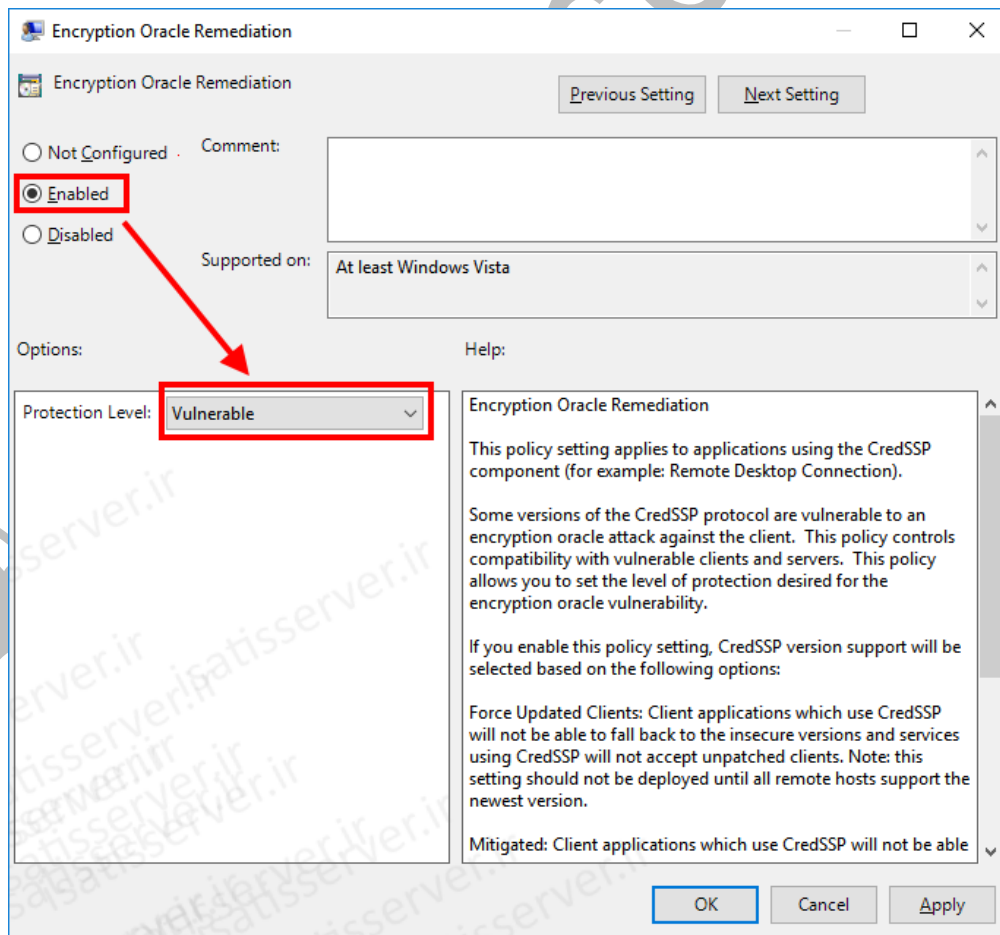 Encryption Oracle Remediation
Encryption Oracle Remediation
Previous Setting
Next Setting
Not Configured
Comment:
Enabled
Disabled
Supported on:
At least Windows Vista
Options:
Help:
Protection Level:
Vulnerable
Encryption Oracle Remediation
This policy setting applies to applications using the CredSSP
component (for example: Remote Desktop Connection).
Some versions of the CredSSP protocol are vulnerable to an
encryption oracle attack against the client.  This policy controls
compatibility with vulnerable clients and servers.  This policy
allows you to set the level of protection desired for the
encryption oracle vulnerability.
If you enable this policy setting, CredSSP version support will be
selected based on the following options:
Force Updated Clients: Client applications which use CredSSP
will not be able to fall back to the insecure versions and services
using CredSSP will not accept unpatched clients. Note: this
setting should not be deployed until all remote hosts support the
newest version.
Mitigated: Client applications which use CredSSP will not be able
OK
Cancel
Apply
isatisserver.ir